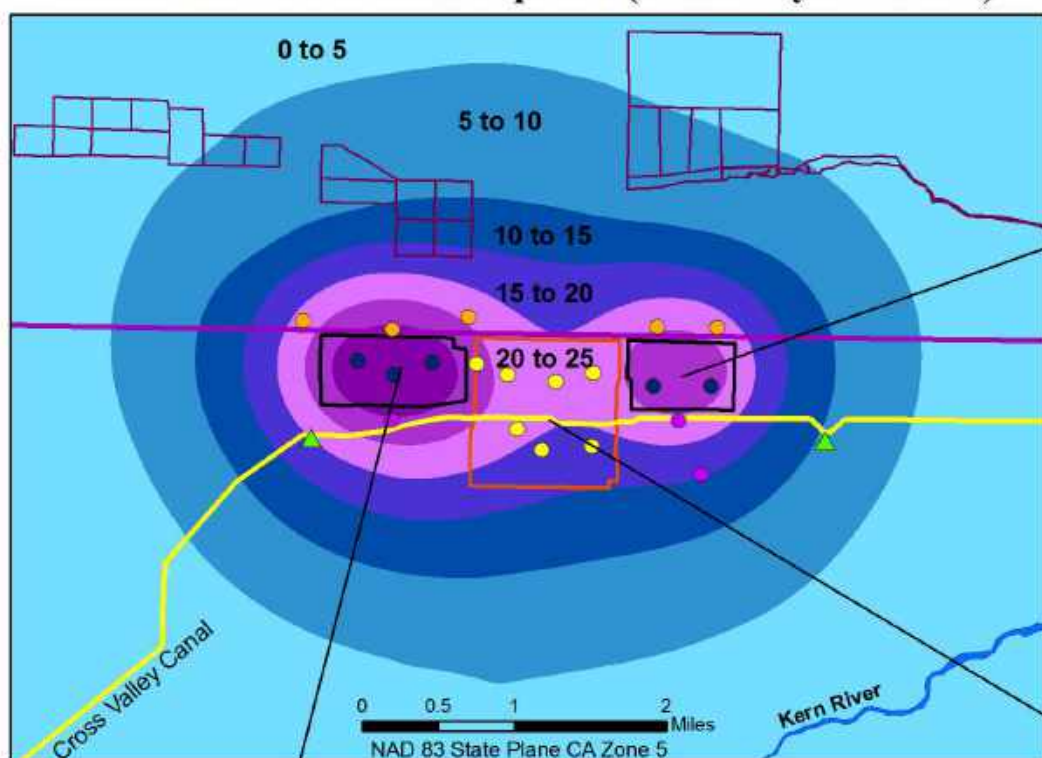 0 to 5
5 to 10
10 to 15
15 to 20
20 to 25
Cross Valley Canal
Kern River
0 0.5 1 2
Miles
NAD 83 State Plane CA Zone 5